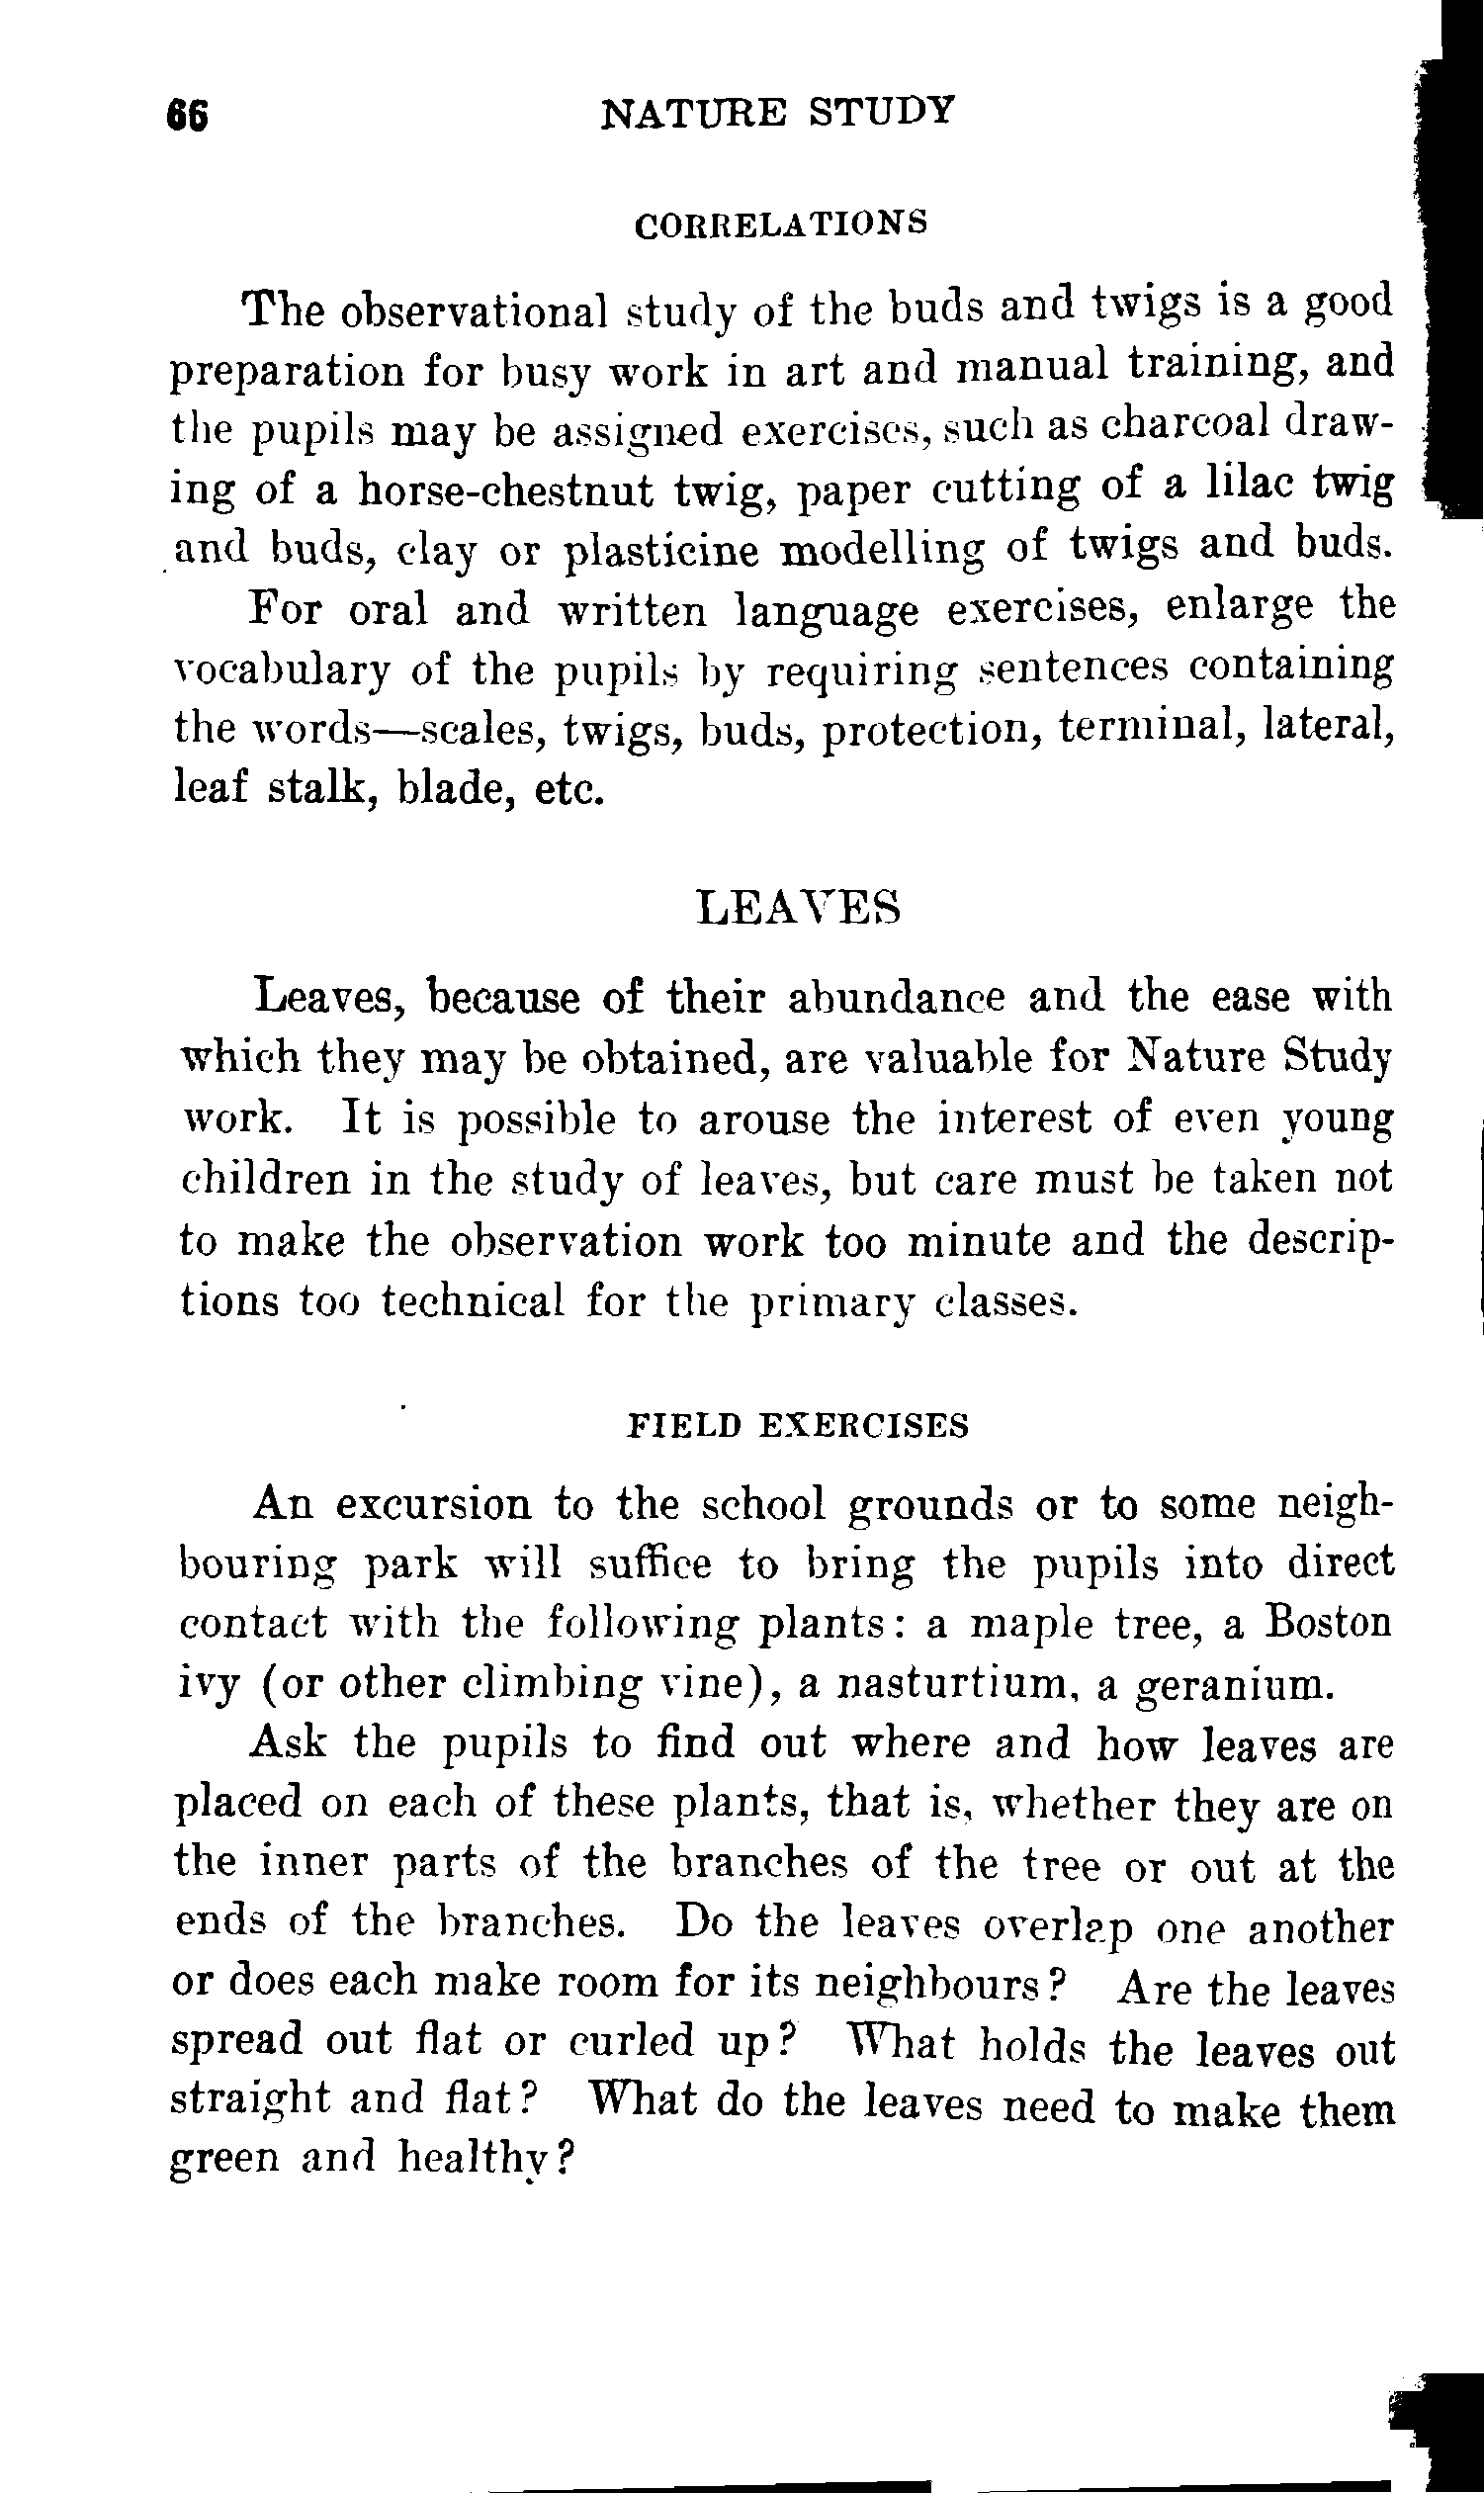 66 NATURE STUDY
CORRELATIONS
The observational study of the buds and twigs is a good
preparation for busy work in art and manual training, and
the pupils may be assigned exercises, such as charcoal draw-
ing of a horse-chestnut twig, paper cutting of a lilac twig
and buds, clay or plasticine modelling of twigs and buds.
For oral and written language exercises, enlarge the
vocabulary of the pupils by requiring sentences containing
the words—scales, twigs, buds, protection, terminal, lateral,
leaf stalk, blade, etc.
LEAVES
Leaves, because of their abundance and the ease with
which they may be obtained, are valuable for Nature Study
work. It is possible to arouse the interest of even young
children in the study of leaves, but care must be taken not
to make the observation work too minute and the descrip-
tions too technical for the primary classes.
FIELD EXERCISES
An excursion to the school grounds or to some neigh-
bouring park will suffice to bring the pupils into direct
contact with the following plants: a maple tree, a Boston
ivy (or other climbing vine), a nasturtium, a geranium.
Ask the pupils to find out where and how leaves are
placed on each of these plants, that is, whether they are on
the inner parts of the branches of the tree or out at the
ends of the branches. Do the leaves overlap one another
or does each make room for its neighbours? Are the leaves
spread out flat or curled up? What holds the leaves out
straight and flat? What do the leaves need to make them
green and healthy?